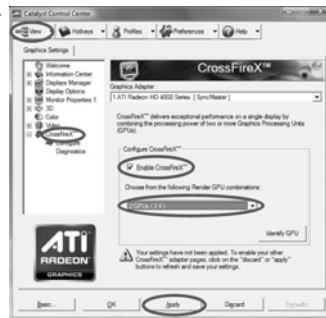 Catalyst Control Center
View Hotkeys Profiles Preferences Help
Graphics Settings
Welcome
Information Center
Displays Manager
Display Options
Monitor Properties 1
3D
Color
Video
CrossFireX
Configure
Diagnostics
CrossFireX™
Graphics Adapter:
1.ATI Radeon HD 4800 Series [SyncMaster]
CrossFireX™ delivers exceptional performance on a single display by
combining the processing power of two or more Graphics Processing Units
(GPUs).
Configure CrossFireX™
Enable CrossFireX™
Choose from the following Render GPU combinations:
2 GPUs (2 4)
Identify GPU
Your settings have not been applied. To enable your other
CrossFireX™ adapter pages, click on the "discard" or "apply"
buttons to refresh and save your settings.
ATI
RADEON
GRAPHICS
Basic...
OK
Apply
Discard
Defaults